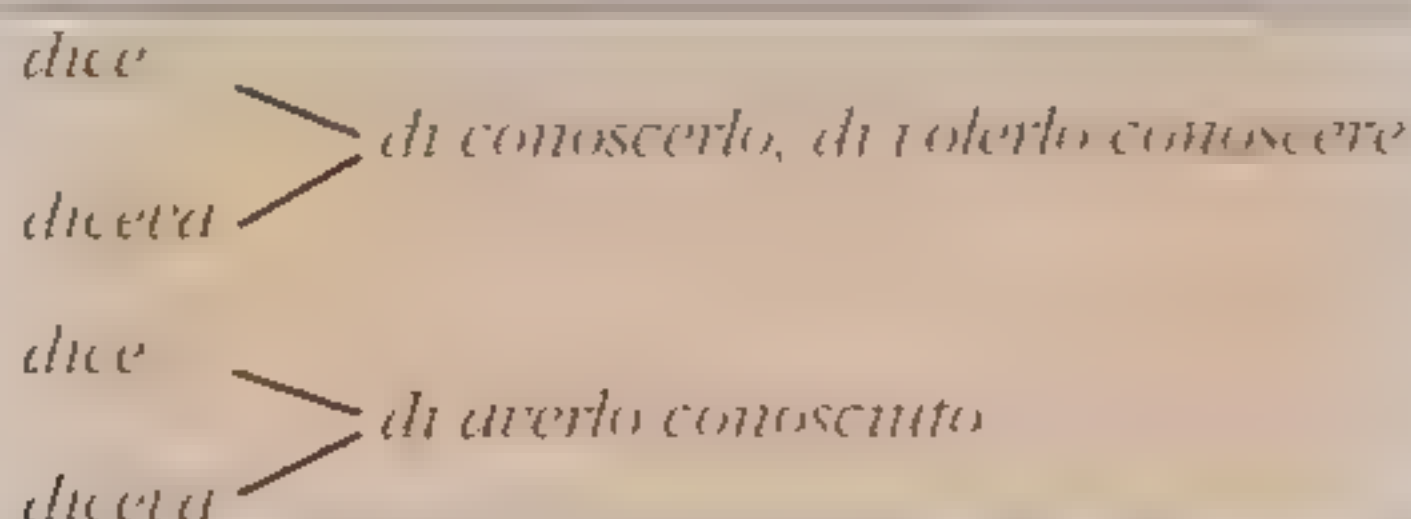 dice
di conoscerlo, di volerlo conoscere
diceva
dice
di averlo conosciuto
diceva